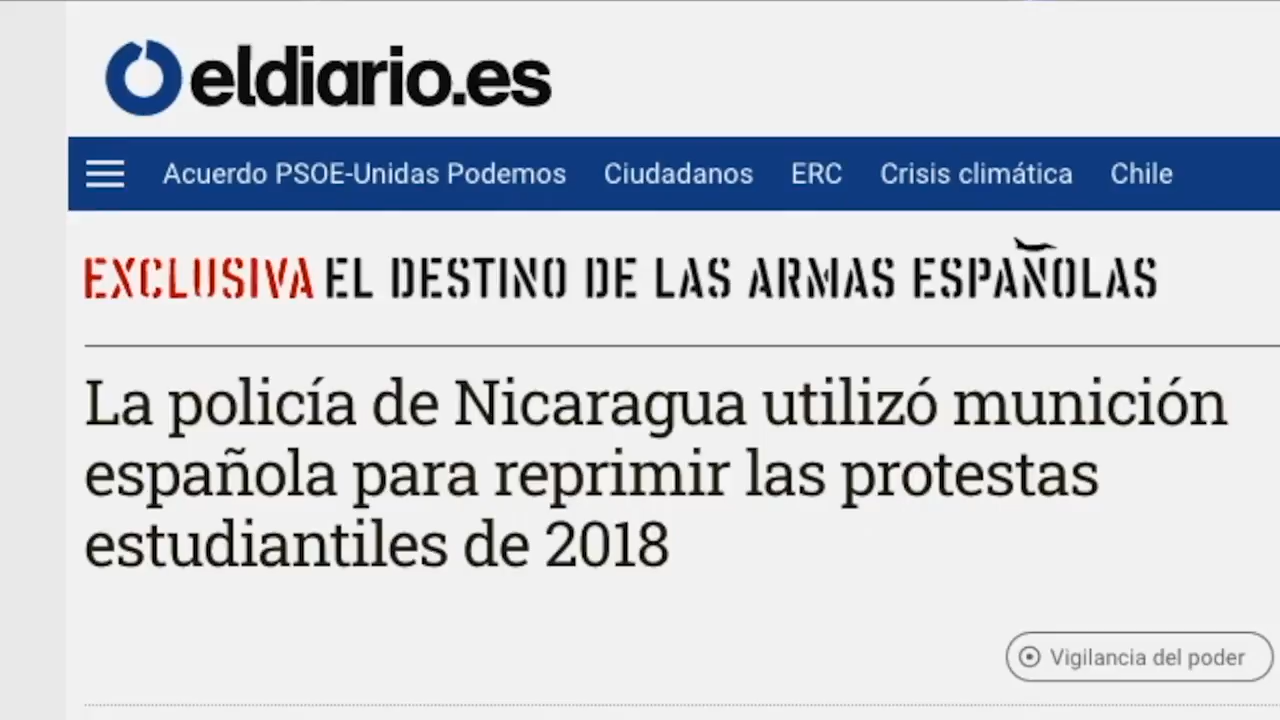 eldiario.es
Acuerdo PSOE-Unidas Podemos Ciudadanos ERC Crisis climática Chile
EXCLUSIVA EL DESTINO DE LAS ARMAS ESPAÑOLAS
La policía de Nicaragua utilizó munición
española para reprimir las protestas
estudiantiles de 2018
Vigilancia del poder